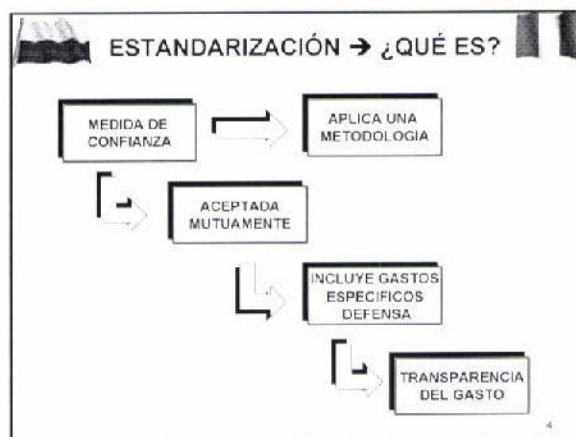 ESTANDARIZACIÓN → ¿QUÉ ES?
MEDIDA DE
CONFIANZA
APLICA UNA
METODOLOGIA
ACEPTADA
MUTUAMENTE
INCLUYE GASTOS
ESPECIFICOS
DEFENSA
TRANSPARENCIA
DEL GASTO
4